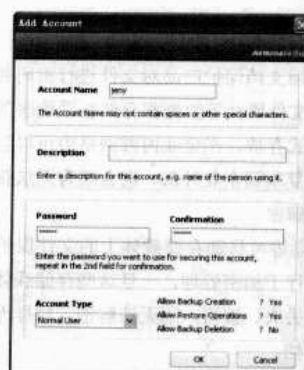 Add Account
Account Name jeny
The Account Name may not contain spaces or other special characters.
Description
Enter a description for this account, e.g. name of the person using it.
Password Confirmation
Enter the password you want to use for securing this account,
repeat in the 2nd field for confirmation.
Account Type Allow Backup Creation ? Yes
Normal User Allow Restore Operations ? Yes
Allow Backup Deletion ? No
OK Cancel